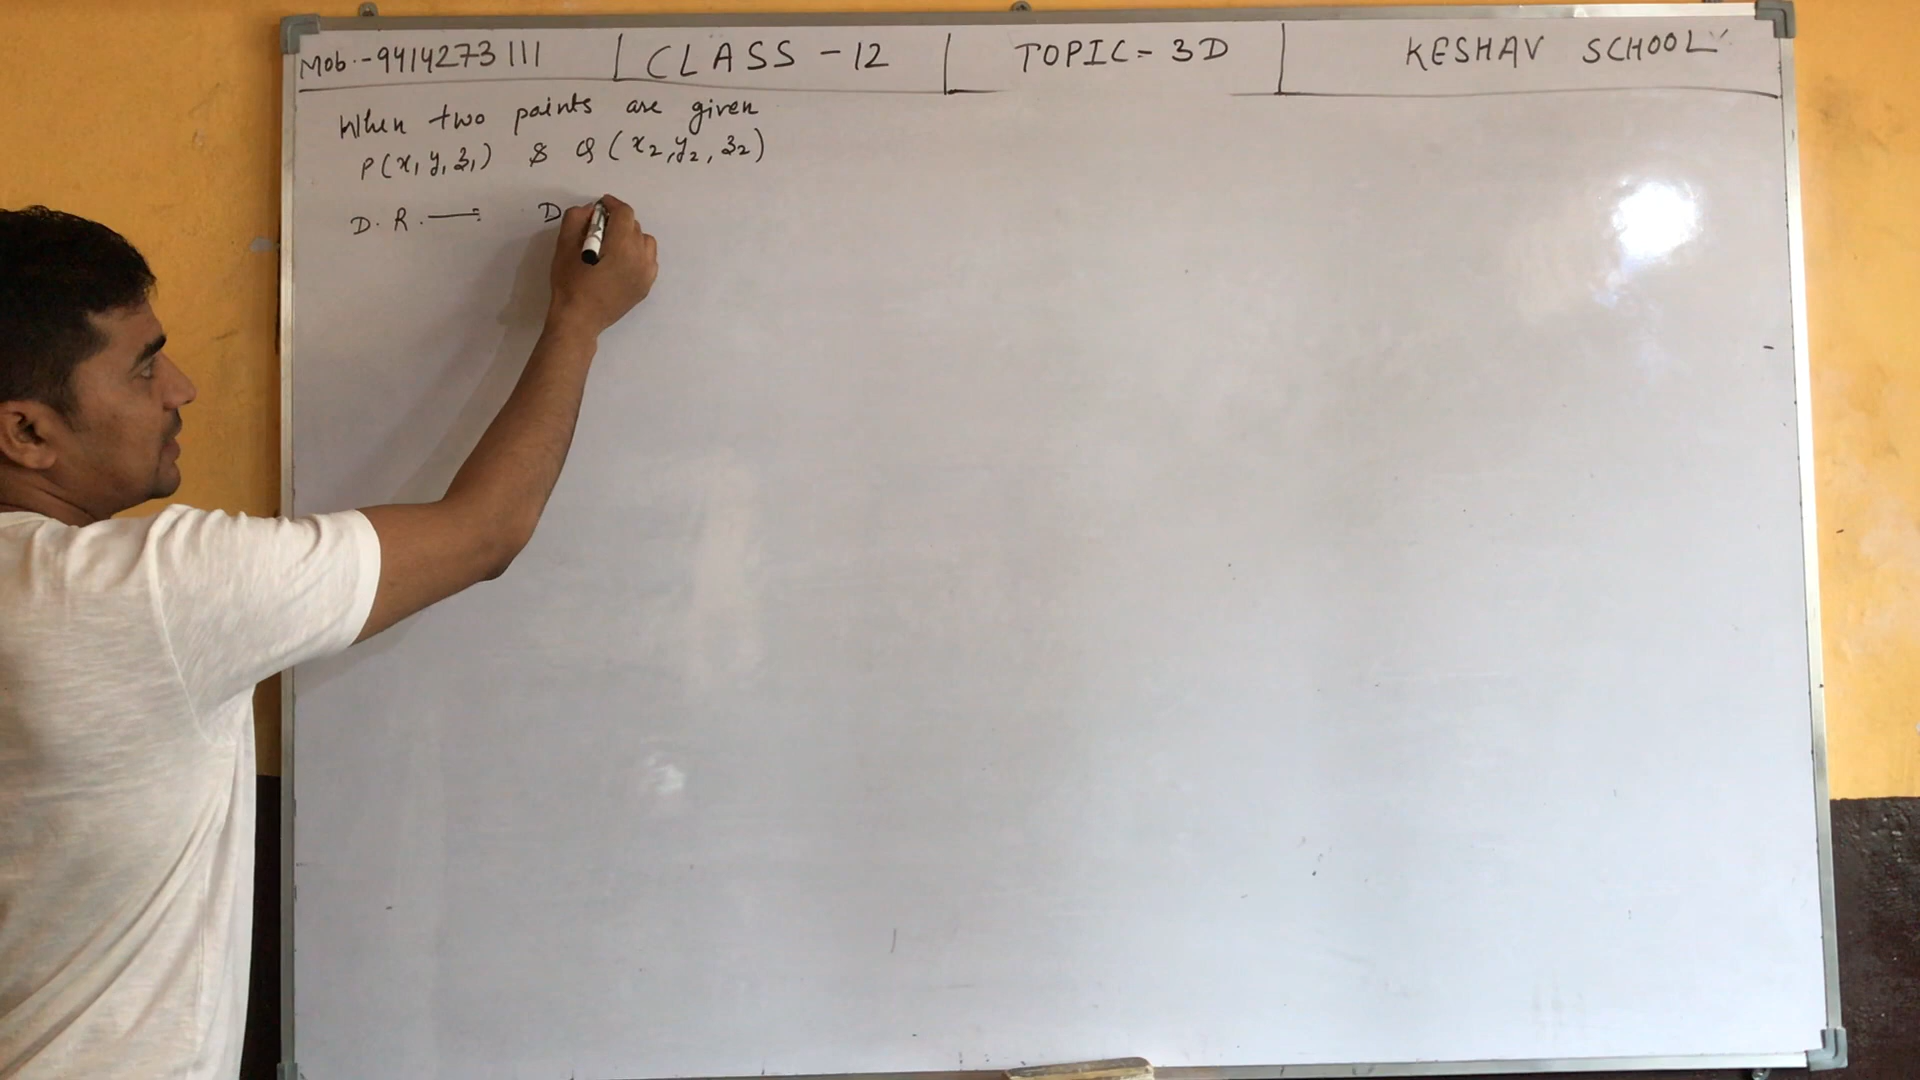 Mob.-9414273111 CLASS-12 TOPIC=3D KESHAV SCHOOL
When two points are given
P(x₁ y₁ z₁) & Q(x₂, y₂, z₂)
D.R. D